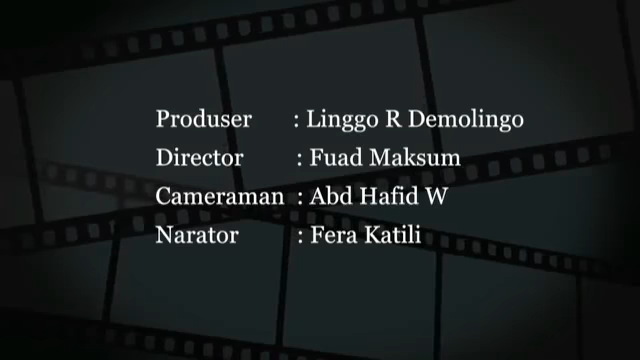 Produser : Linggo R Demolingo
Director : Fuad Maksum
Cameraman : Abd Hafid W
Narator : Fera Katili